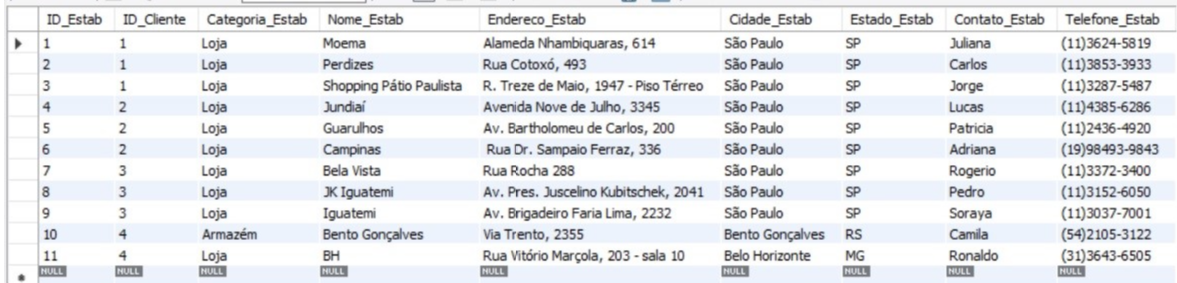 ID_Estab ID_Cliente Categoria_Estab Nome_Estab Endereco_Estab Cidade_Estab Estado_Estab Contato_Estab Telefone_Estab
1 1 Loja Moema Alameda Nhambiquaras, 614 São Paulo SP Juliana (11)3624-5819
2 1 Loja Perdizes Rua Cotoxó, 493 São Paulo SP Carlos (11)3853-3933
3 1 Loja Shopping Pátio Paulista R. Treze de Maio, 1947 - Piso Térreo São Paulo SP Jorge (11)3287-5487
4 2 Loja Jundiaí Avenida Nove de Julho, 3345 São Paulo SP Lucas (11)4385-6286
5 2 Loja Guarulhos Av. Bartholomeu de Carlos, 200 São Paulo SP Patricia (11)2436-4920
6 2 Loja Campinas Rua Dr. Sampaio Ferraz, 336 São Paulo SP Adriana (19)98493-9843
7 3 Loja Bela Vista Rua Rocha 288 São Paulo SP Rogerio (11)3372-3400
8 3 Loja JK Iguatemi Av. Pres. Juscelino Kubitschek, 2041 São Paulo SP Pedro (11)3152-6050
9 3 Loja Iguatemi Av. Brigadeiro Faria Lima, 2232 São Paulo SP Soraya (11)3037-7001
10 4 Armazém Bento Gonçalves Via Trento, 2355 Bento Gonçalves RS Camila (54)2105-3122
11 4 Loja BH Rua Vitório Marçola, 203 - sala 10 Belo Horizonte MG Ronaldo (31)3643-6505
NULL NULL NULL NULL NULL NULL NULL NULL NULL